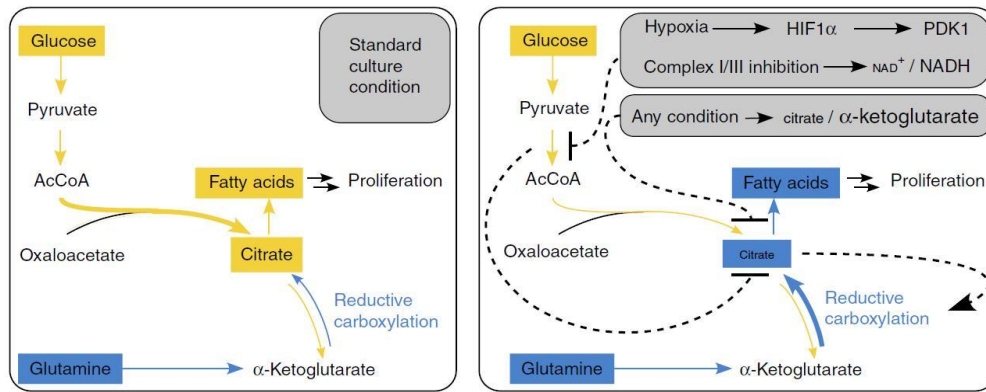 Glucose
Standard
culture
condition
Pyruvate
AcCoA
Fatty acids
Proliferation
Oxaloacetate
Citrate
Reductive
carboxylation
Glutamine
α-Ketoglutarate
Glucose
Hypoxia HIF1α PDK1
Complex I/III inhibition NAD+ / NADH
Pyruvate
Any condition citrate / α-ketoglutarate
AcCoA
Fatty acids
Proliferation
Oxaloacetate
Citrate
Reductive
carboxylation
Glutamine
α-Ketoglutarate